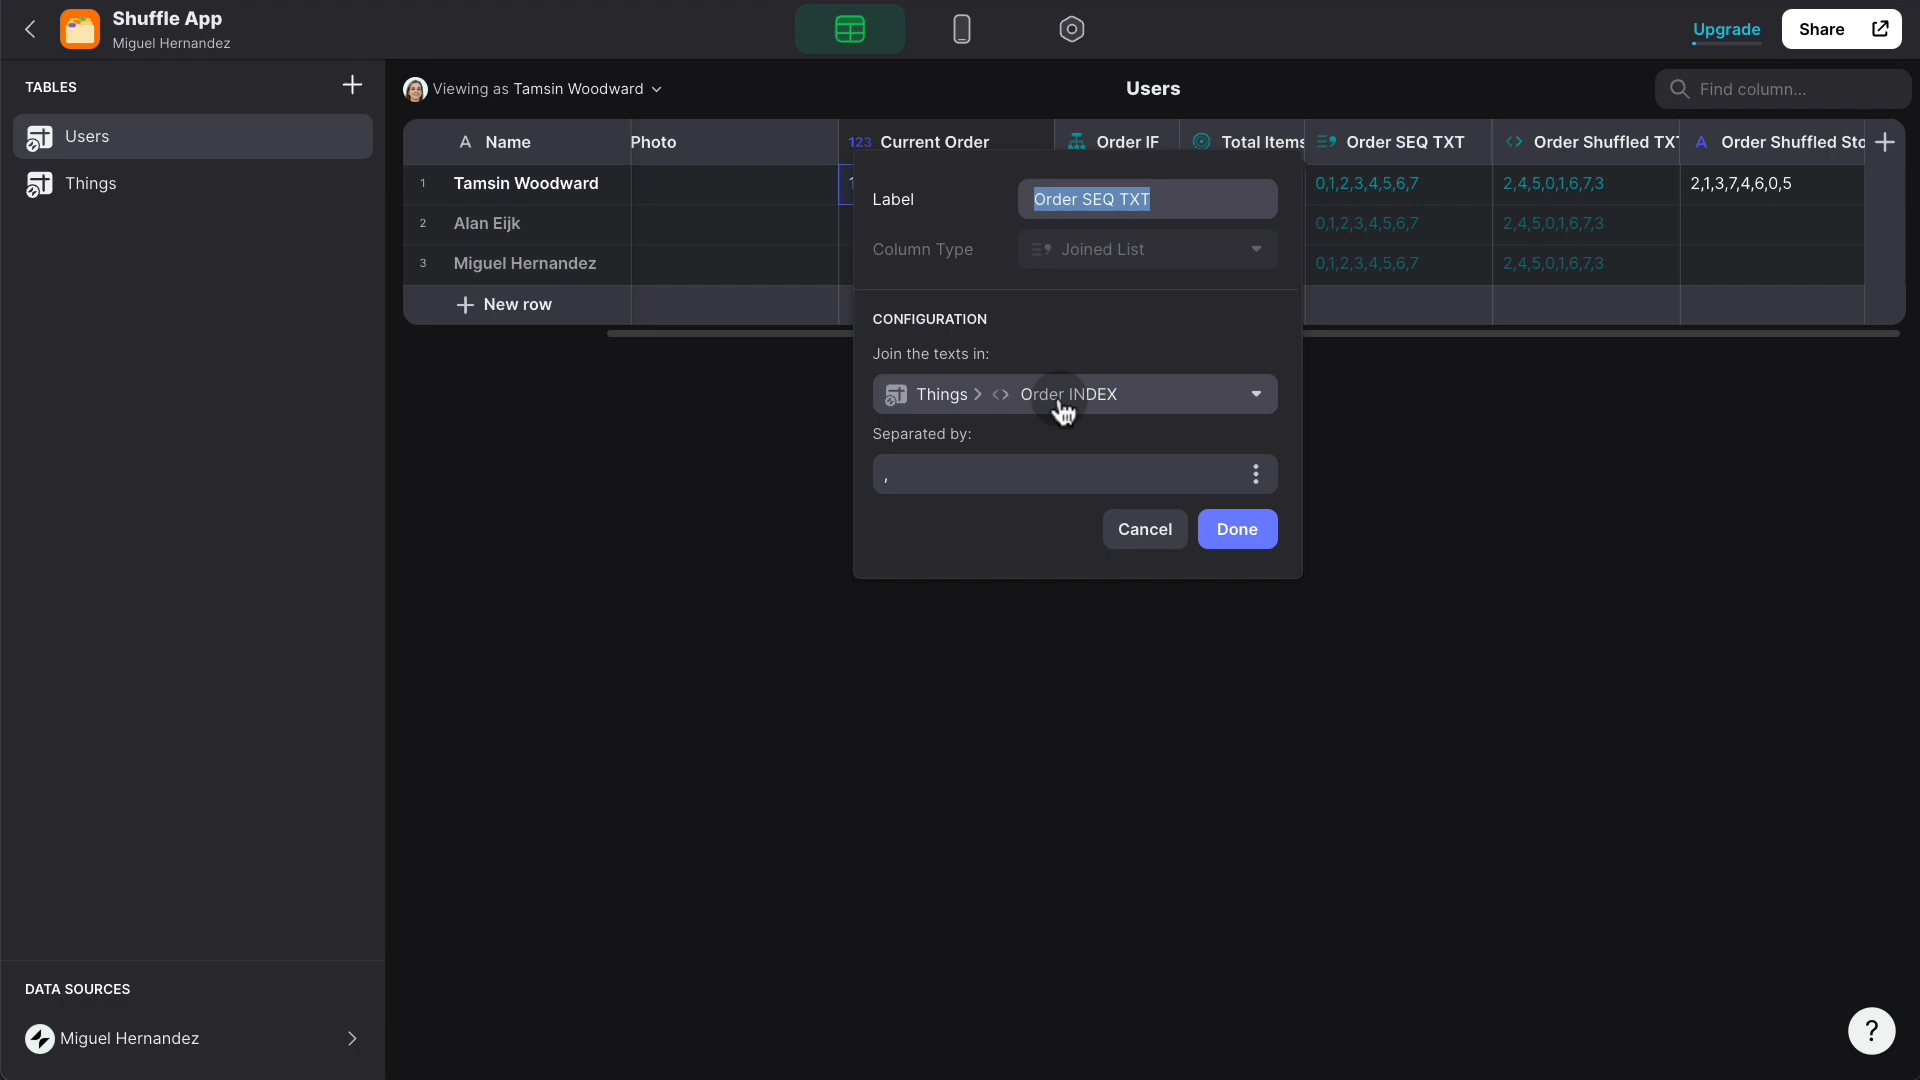 Shuffle App
Miguel Hernandez
Upgrade
Share
TABLES
Users
Things
Viewing as Tamsin Woodward
Users
Find column...
A Name
Photo
123 Current Order
Order IF
Total Items
Order SEQ TXT
Order Shuffled TXT
A Order Shuffled Sto
1 Tamsin Woodward
0,1,2,3,4,5,6,7
2,4,5,0,1,6,7,3
2,1,3,7,4,6,0,5
2 Alan Eijk
0,1,2,3,4,5,6,7
2,4,5,0,1,6,7,3
3 Miguel Hernandez
0,1,2,3,4,5,6,7
2,4,5,0,1,6,7,3
New row
Label
Order SEQ TXT
Column Type
Joined List
CONFIGURATION
Join the texts in:
Things > <> Order INDEX
Separated by:
,
Cancel
Done
DATA SOURCES
Miguel Hernandez
?